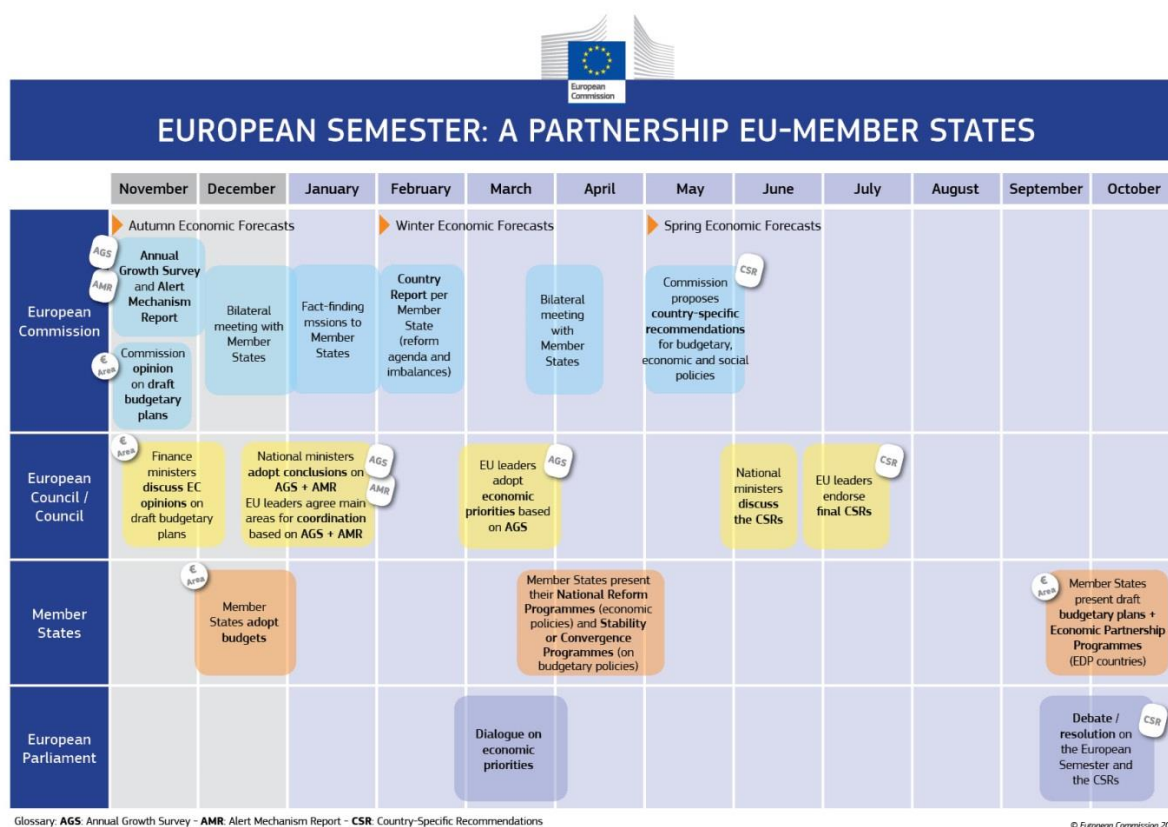 European
Commission
EUROPEAN SEMESTER: A PARTNERSHIP EU-MEMBER STATES
November December January February March April May June July August September October
European
Commission
Autumn Economic Forecasts
Winter Economic Forecasts
Spring Economic Forecasts
AGS
AMR
Annual
Growth Survey
and Alert
Mechanism
Report
€
Area
Commission
opinion
on draft
budgetary
plans
Bilateral
meeting with
Member
States
Fact-finding
mssions to
Member
States
Country
Report per
Member
State
(reform
agenda and
imbalances)
Bilateral
meeting
with
Member
States
CSR
Commission
proposes
country-specific
recommendations
for budgetary,
economic and social
policies
European
Council /
Council
€
Area
Finance
ministers
discuss EC
opinions on
draft budgetary
plans
National ministers
adopt conclusions on
AGS + AMR
EU leaders agree main
areas for coordination
based on AGS + AMR
AGS
AMR
EU leaders
adopt
economic
priorities based
on AGS
AGS
National
ministers
discuss
the CSRs
EU leaders
endorse
final CSRs
CSR
Member
States
€
Area
Member
States adopt
budgets
Member States present
their National Reform
Programmes (economic
policies) and Stability
or Convergence
Programmes (on
budgetary policies)
€
Area
Member States
present draft
budgetary plans +
Economic Partnership
Programmes
(EDP countries)
European
Parliament
Dialogue on
economic
priorities
Debate /
resolution on
the European
Semester and
the CSRs
CSR
Glossary: AGS: Annual Growth Survey - AMR: Alert Mechanism Report - CSR: Country-Specific Recommendations
© European Commission 20